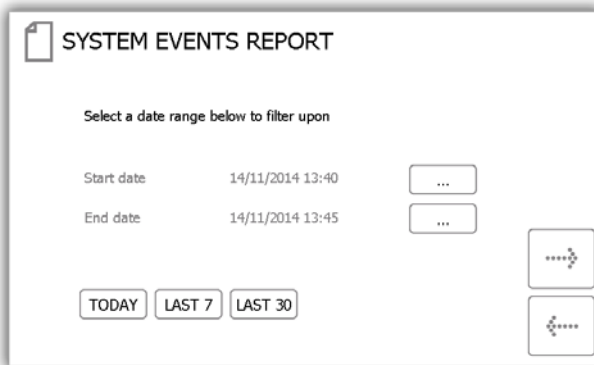 SYSTEM EVENTS REPORT
Select a date range below to filter upon
Start date 14/11/2014 13:40 ...
End date 14/11/2014 13:45 ...
TODAY LAST 7 LAST 30